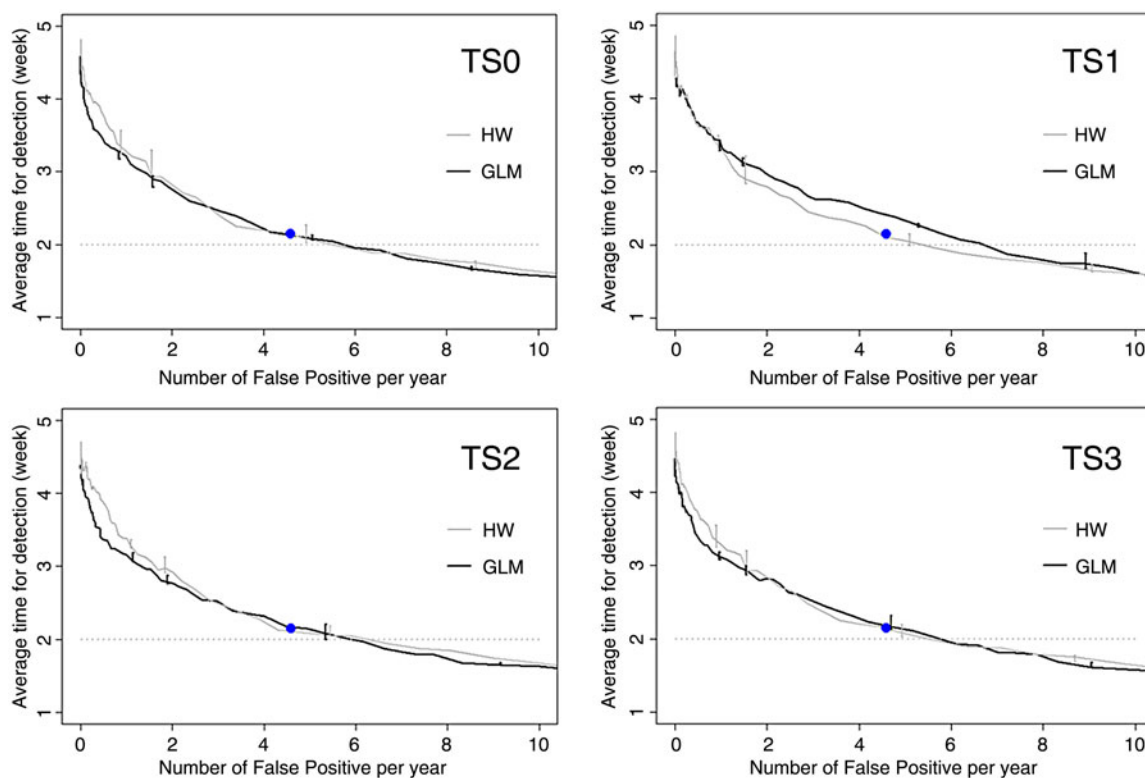 TS0
HW
GLM
Average time for detection (week)
5
4
3
2
1
0 2 4 6 8 10
Number of False Positive per year
TS1
HW
GLM
Average time for detection (week)
5
4
3
2
1
0 2 4 6 8 10
Number of False Positive per year
TS2
HW
GLM
Average time for detection (week)
5
4
3
2
1
0 2 4 6 8 10
Number of False Positive per year
TS3
HW
GLM
Average time for detection (week)
5
4
3
2
1
0 2 4 6 8 10
Number of False Positive per year